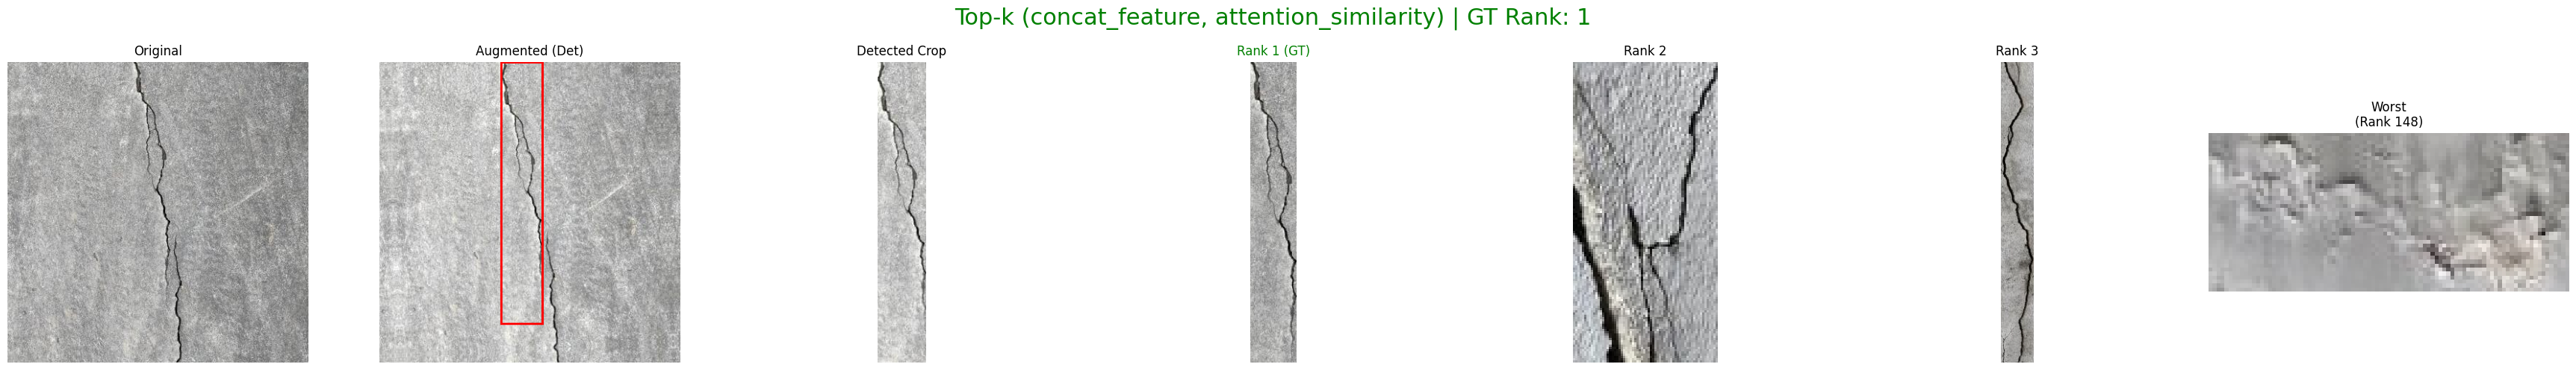 Top-k (concat_feature, attention_similarity) | GT Rank: 1
Original
Augmented (Det)
Detected Crop
Rank 1 (GT)
Rank 2
Rank 3
Worst
(Rank 148)